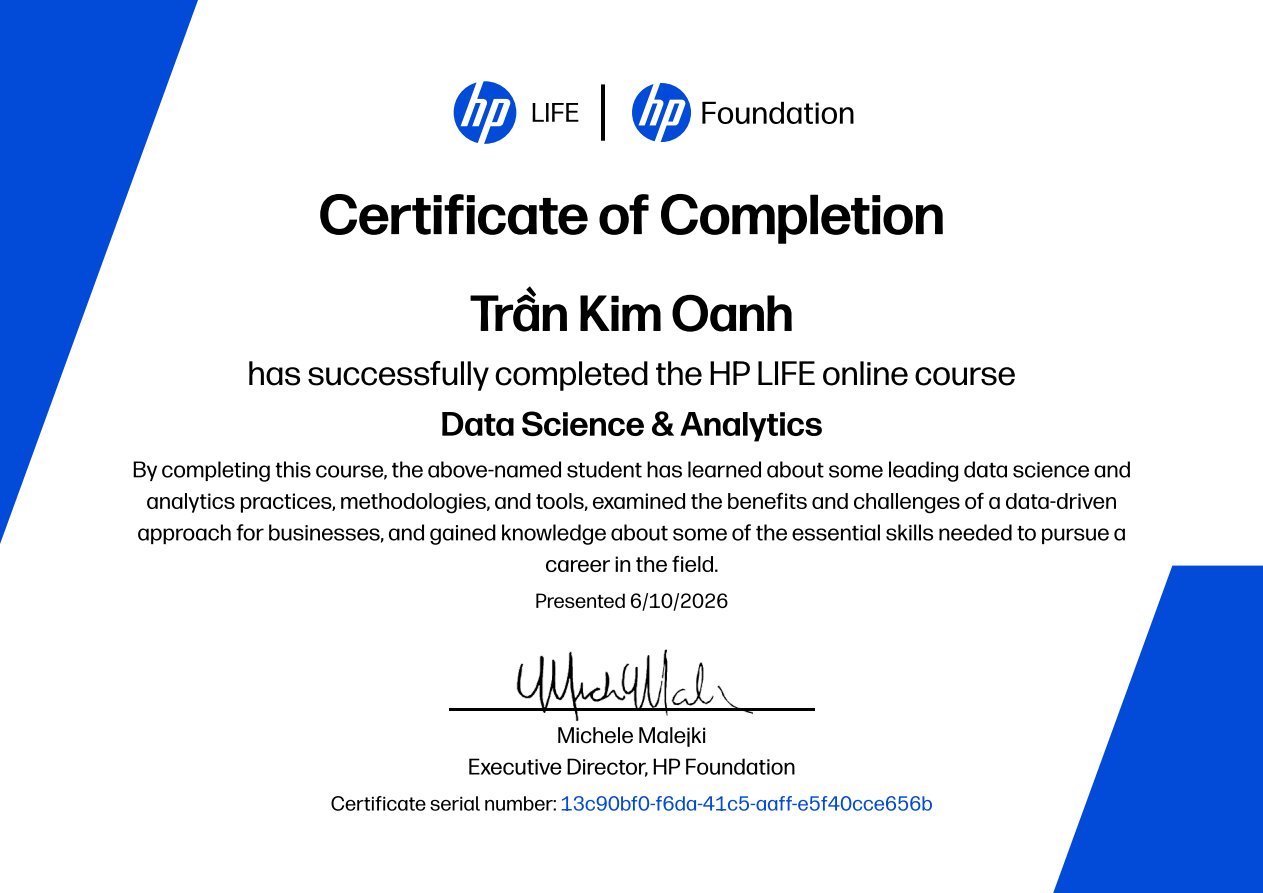 hp LIFE | hp Foundation
Certificate of Completion
Trần Kim Oanh
has successfully completed the HP LIFE online course
Data Science & Analytics
By completing this course, the above-named student has learned about some leading data science and
analytics practices, methodologies, and tools, examined the benefits and challenges of a data-driven
approach for businesses, and gained knowledge about some of the essential skills needed to pursue a
career in the field.
Presented 6/10/2026
Michele Malejki
Executive Director, HP Foundation
Certificate serial number: 13c90bf0-f6da-41c5-aaff-e5f40cce656b